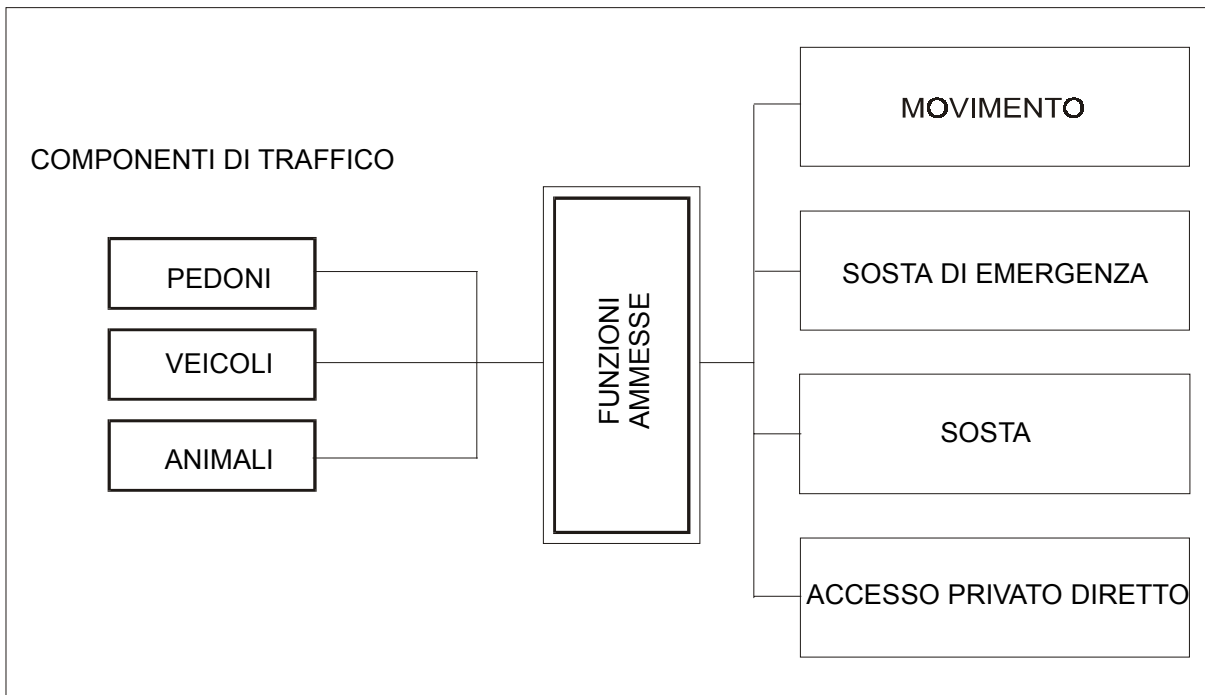 COMPONENTI DI TRAFFICO
PEDONI
VEICOLI
ANIMALI
FUNZIONI
AMMESSE
MOVIMENTO
SOSTA DI EMERGENZA
SOSTA
ACCESSO PRIVATO DIRETTO